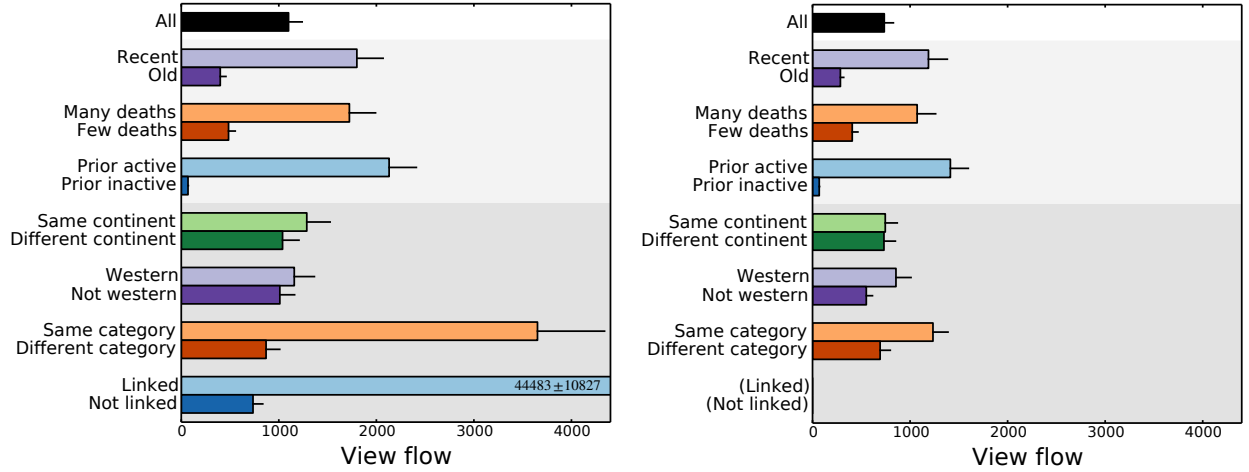 All
Recent
Old
Many deaths
Few deaths
Prior active
Prior inactive
Same continent
Different continent
Western
Not western
Same category
Different category
Linked
44483±10827
Not linked
0 1000 2000 3000 4000
View flow
All
Recent
Old
Many deaths
Few deaths
Prior active
Prior inactive
Same continent
Different continent
Western
Not western
Same category
Different category
(Linked)
(Not linked)
0 1000 2000 3000 4000
View flow